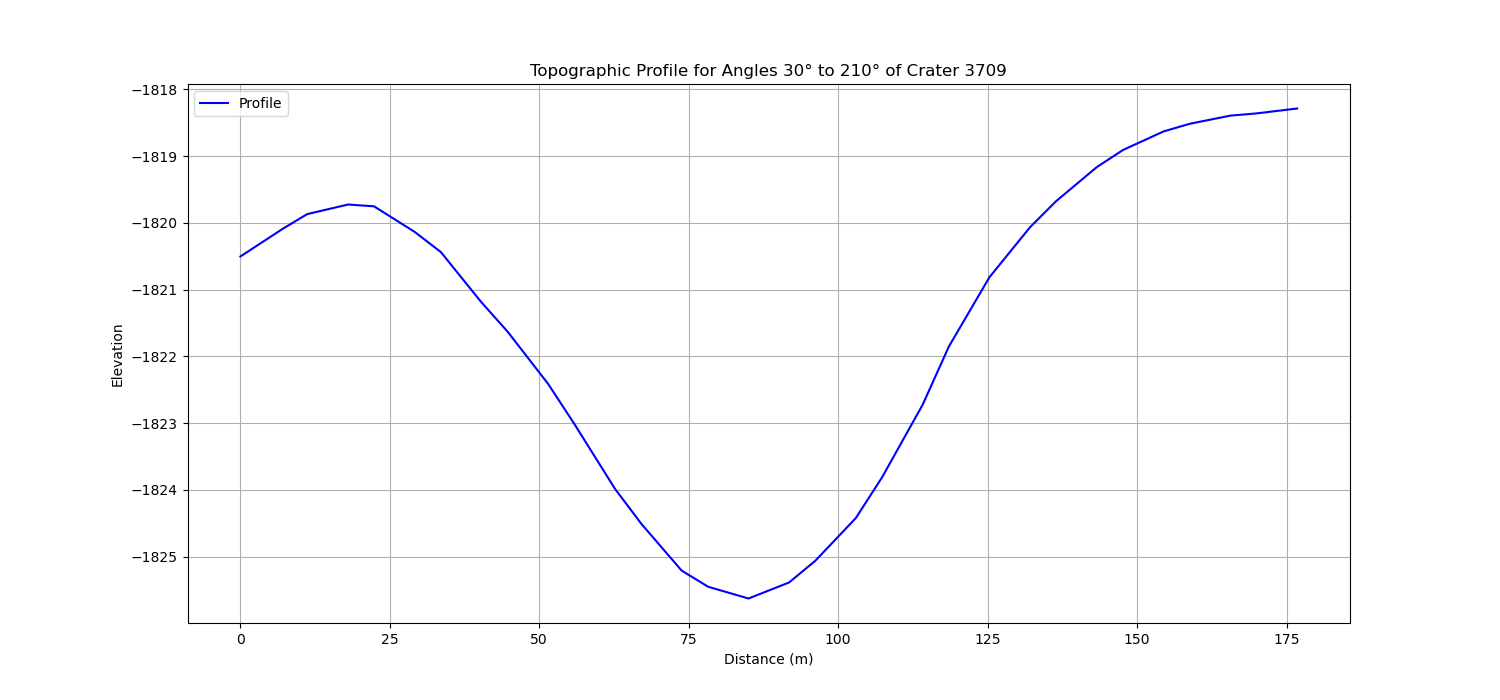 Topographic Profile for Angles 30° to 210° of Crater 3709
Profile
−1818
−1819
−1820
−1821
−1822
−1823
−1824
−1825
Elevation
0 25 50 75 100 125 150 175
Distance (m)